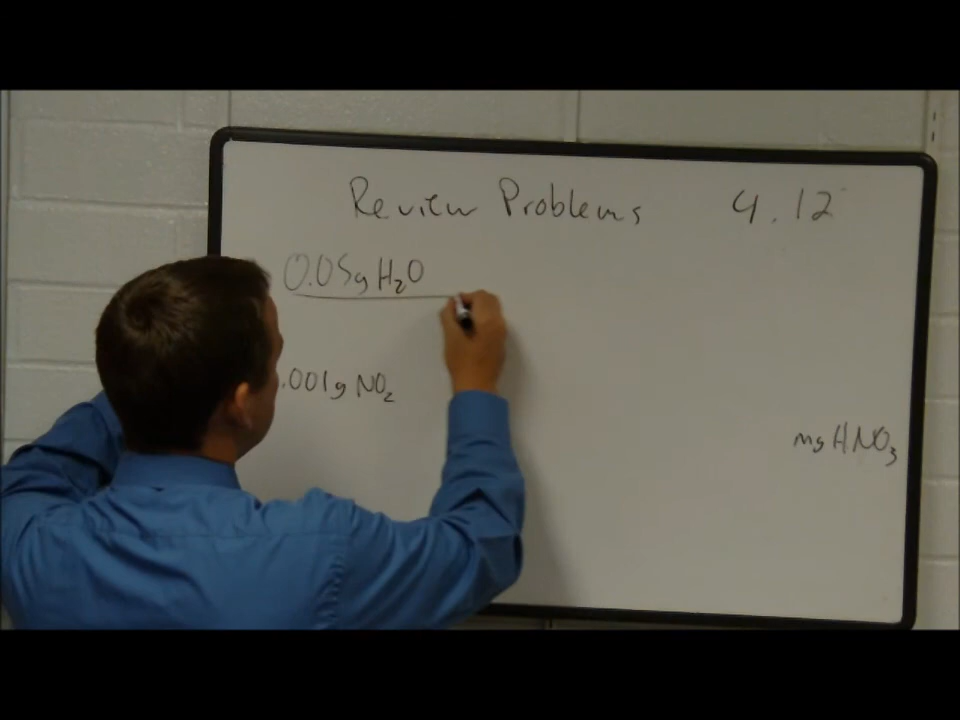 Review Problems 4.12
0.05g H₂O
.001g NO₂
mg HNO₃